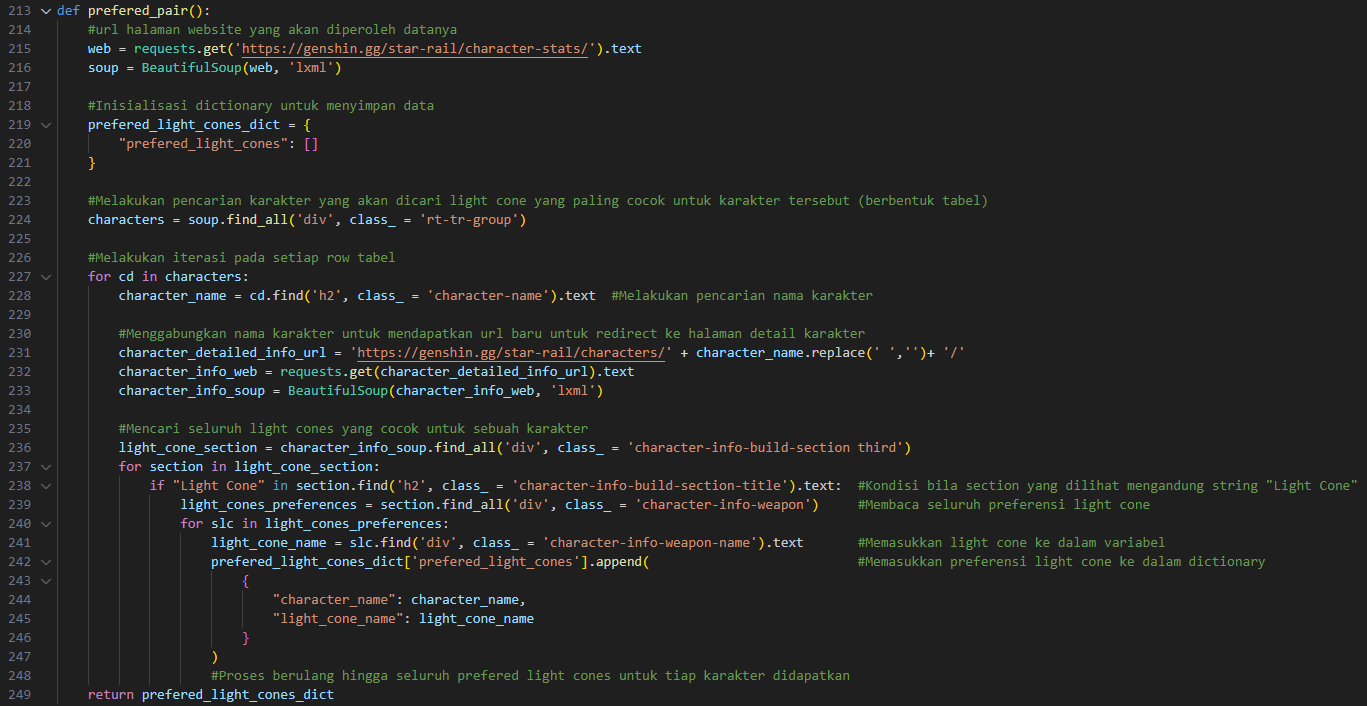 213 def prefered_pair():
214 #url halaman website yang akan diperoleh datanya
215 web = requests.get('https://genshin.gg/star-rail/character-stats/').text
216 soup = BeautifulSoup(web, 'lxml')
217
218 #Inisialisasi dictionary untuk menyimpan data
219 prefered_light_cones_dict = {
220 "prefered_light_cones": []
221 }
222
223 #Melakukan pencarian karakter yang akan dicari light cone yang paling cocok untuk karakter tersebut (berbentuk tabel)
224 characters = soup.find_all('div', class_ = 'rt-tr-group')
225
226 #Melakukan iterasi pada setiap row tabel
227 for cd in characters:
228 character_name = cd.find('h2', class_ = 'character-name').text #Melakukan pencarian nama karakter
229
230 #Menggabungkan nama karakter untuk mendapatkan url baru untuk redirect ke halaman detail karakter
231 character_detailed_info_url = 'https://genshin.gg/star-rail/characters/' + character_name.replace(' ','')+ '/'
232 character_info_web = requests.get(character_detailed_info_url).text
233 character_info_soup = BeautifulSoup(character_info_web, 'lxml')
234
235 #Mencari seluruh light cones yang cocok untuk sebuah karakter
236 light_cone_section = character_info_soup.find_all('div', class_ = 'character-info-build-section third')
237 for section in light_cone_section:
238 if "Light Cone" in section.find('h2', class_ = 'character-info-build-section-title').text: #Kondisi bila section yang dilihat mengandung string "Light Cone"
239 light_cones_preferences = section.find_all('div', class_ = 'character-info-weapon') #Membaca seluruh preferensi light cone
240 for slc in light_cones_preferences:
241 light_cone_name = slc.find('div', class_ = 'character-info-weapon-name').text #Memasukkan light cone ke dalam variabel
242 prefered_light_cones_dict['prefered_light_cones'].append( #Memasukkan preferensi light cone ke dalam dictionary
243 {
244 "character_name": character_name,
245 "light_cone_name": light_cone_name
246 }
247 )
248 #Proses berulang hingga seluruh prefered light cones untuk tiap karakter didapatkan
249 return prefered_light_cones_dict